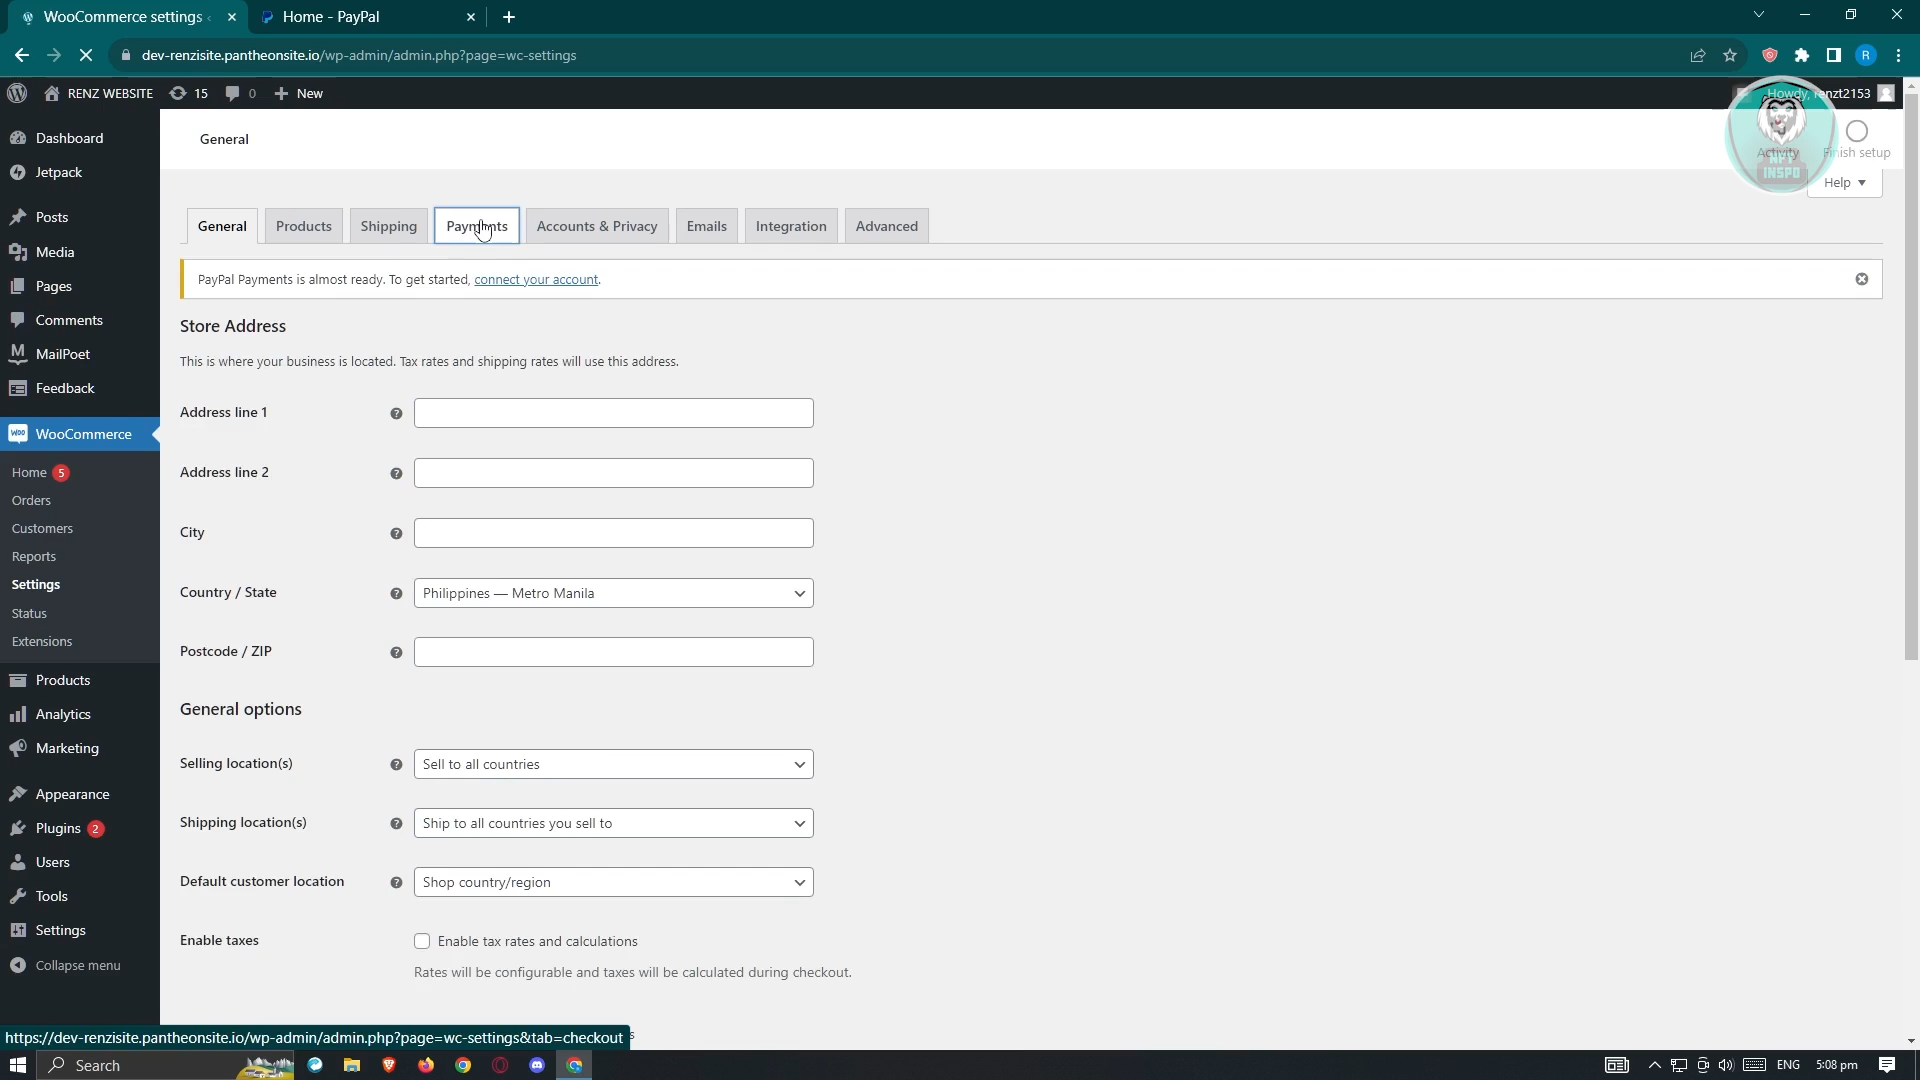 WooCommerce settings
Home - PayPal
dev-renzisite.pantheonsite.io/wp-admin/admin.php?page=wc-settings
R
RENZ WEBSITE 15 0 New
Howdy, renzt2153
Dashboard
Jetpack
Posts
Media
Pages
Comments
MailPoet
Feedback
WooCommerce
Home 5
Orders
Customers
Reports
Settings
Status
Extensions
Products
Analytics
Marketing
Appearance
Plugins 2
Users
Tools
Settings
Collapse menu
General
Activity
Finish setup
INSPO
Help
General Products Shipping Payments Accounts & Privacy Emails Integration Advanced
PayPal Payments is almost ready. To get started, connect your account.
Store Address
This is where your business is located. Tax rates and shipping rates will use this address.
Address line 1
Address line 2
City
Country / State Philippines — Metro Manila
Postcode / ZIP
General options
Selling location(s) Sell to all countries
Shipping location(s) Ship to all countries you sell to
Default customer location Shop country/region
Enable taxes Enable tax rates and calculations
Rates will be configurable and taxes will be calculated during checkout.
https://dev-renzisite.pantheonsite.io/wp-admin/admin.php?page=wc-settings&tab=checkout
Search
ENG 5:08 pm